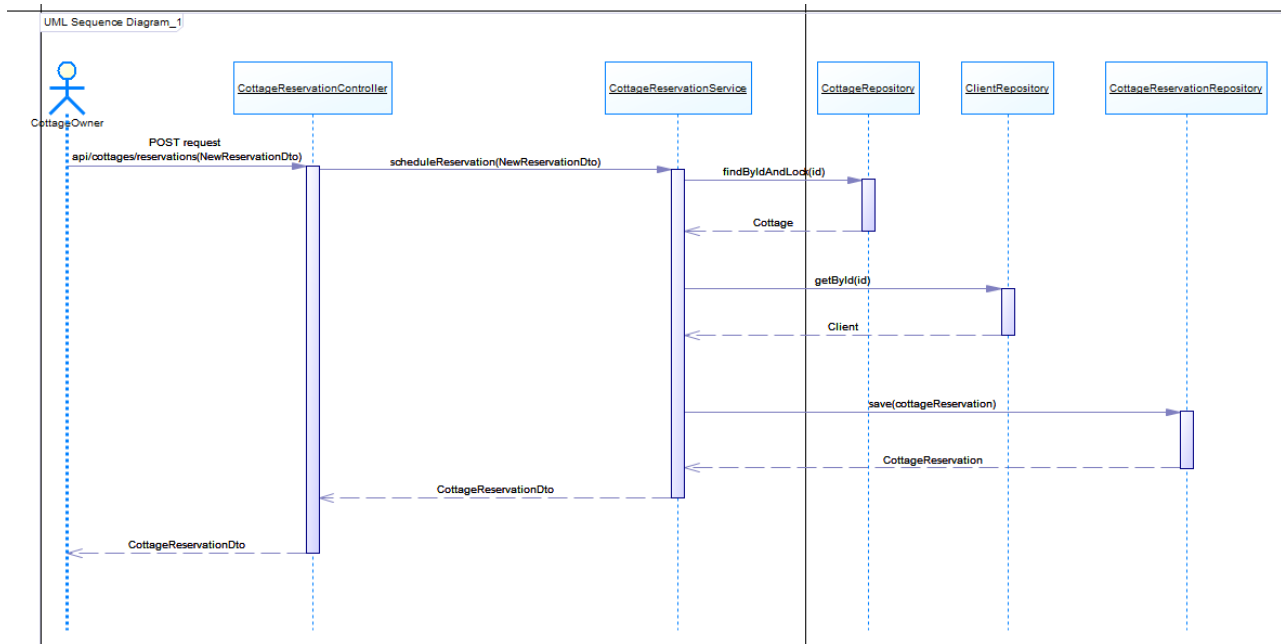 UML Sequence Diagram_1
CottageOwner
CottageReservationController
CottageReservationService
CottageRepository
ClientRepository
CottageReservationRepository
POST request
api/cottages/reservations(NewReservationDto)
scheduleReservation(NewReservationDto)
findByIdAndLock(id)
Cottage
getById(id)
Client
save(cottageReservation)
CottageReservation
CottageReservationDto
CottageReservationDto